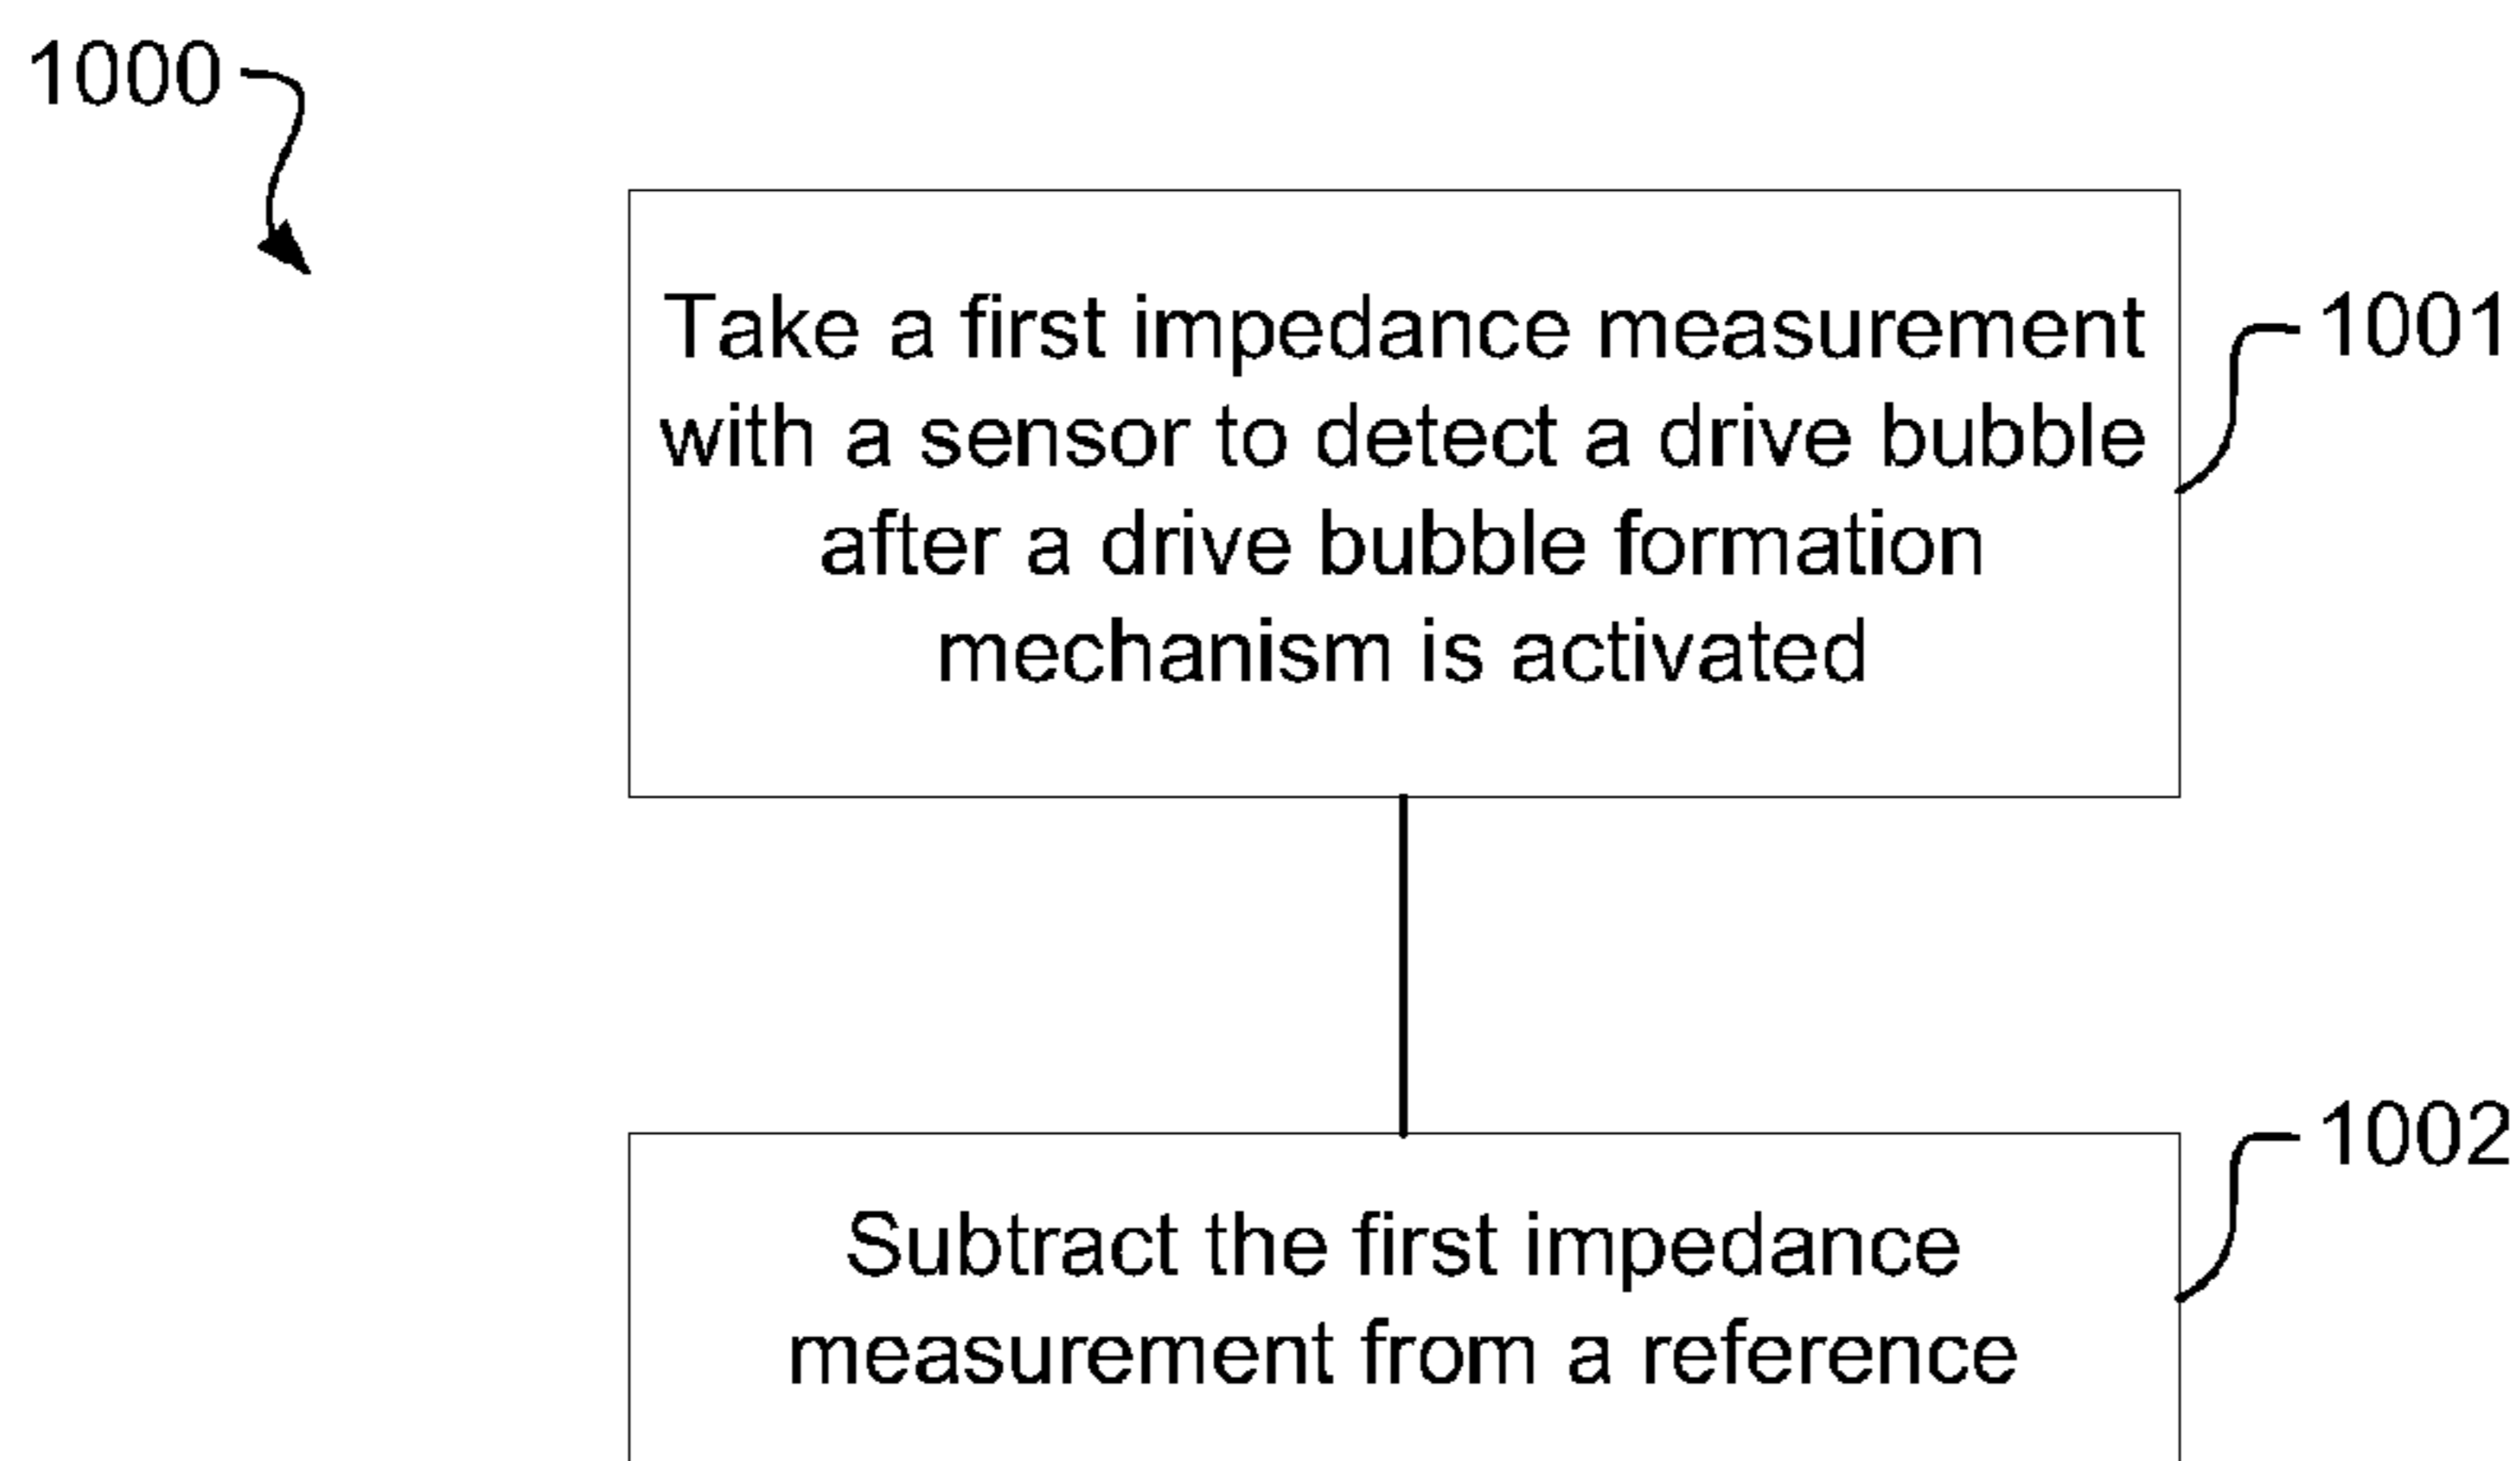 1000
Take a first impedance measurement
with a sensor to detect a drive bubble
after a drive bubble formation
mechanism is activated
1001
Subtract the first impedance
measurement from a reference
1002